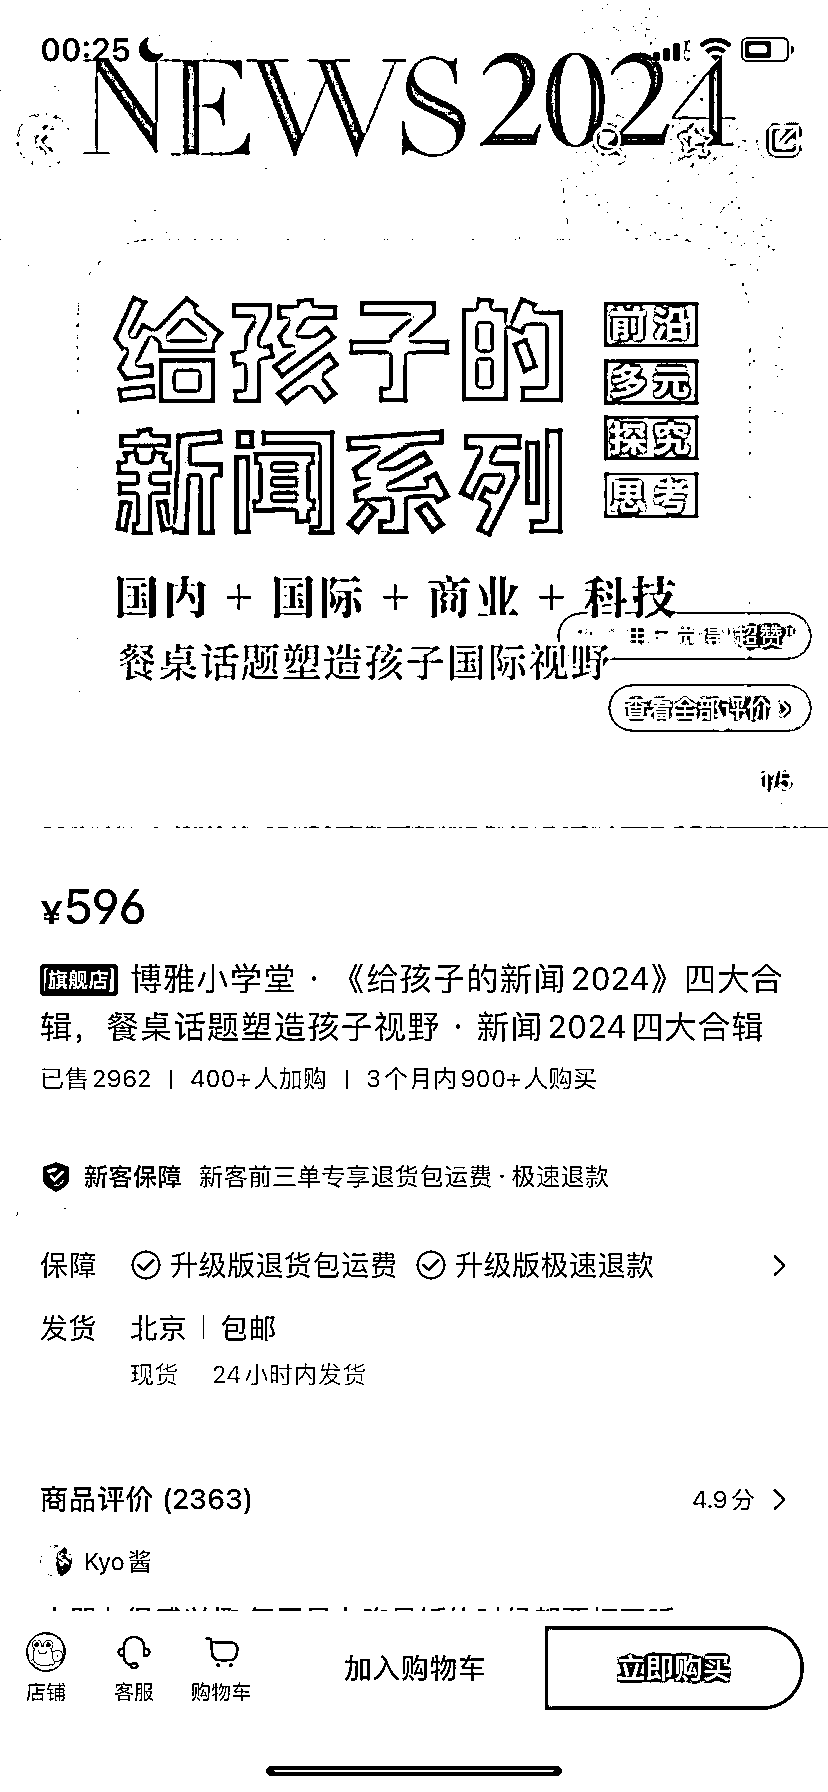 00:25
NEWS 2024
给孩子的
新闻系列
前沿
多元
探究
思考
国内 + 国际 + 商业 + 科技
餐桌话题塑造孩子国际视野
超赞"
查看全部评价
1/5
¥596
旗舰店 博雅小学堂 · 《给孩子的新闻2024》四大合
辑，餐桌话题塑造孩子视野 · 新闻2024四大合辑
已售2962 | 400+人加购 | 3个月内900+人购买
新客保障 新客前三单专享退货包运费 · 极速退款
保障 升级版退货包运费 升级版极速退款
发货 北京 | 包邮
现货 24小时内发货
商品评价 (2363) 4.9分
Kyo酱
店铺 客服 购物车 加入购物车 立即购买